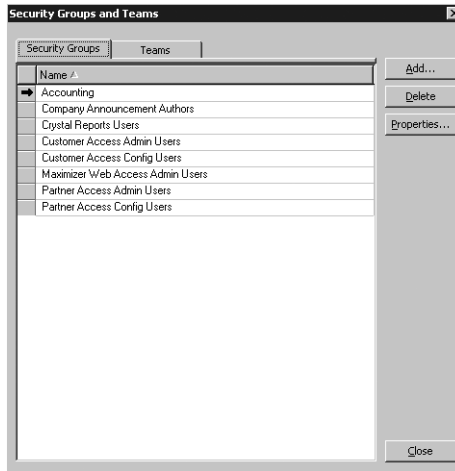 Security Groups and Teams
Security Groups
Teams
Name
Accounting
Company Announcement Authors
Crystal Reports Users
Customer Access Admin Users
Customer Access Config Users
Maximizer Web Access Admin Users
Partner Access Admin Users
Partner Access Config Users
Add...
Delete
Properties...
Close